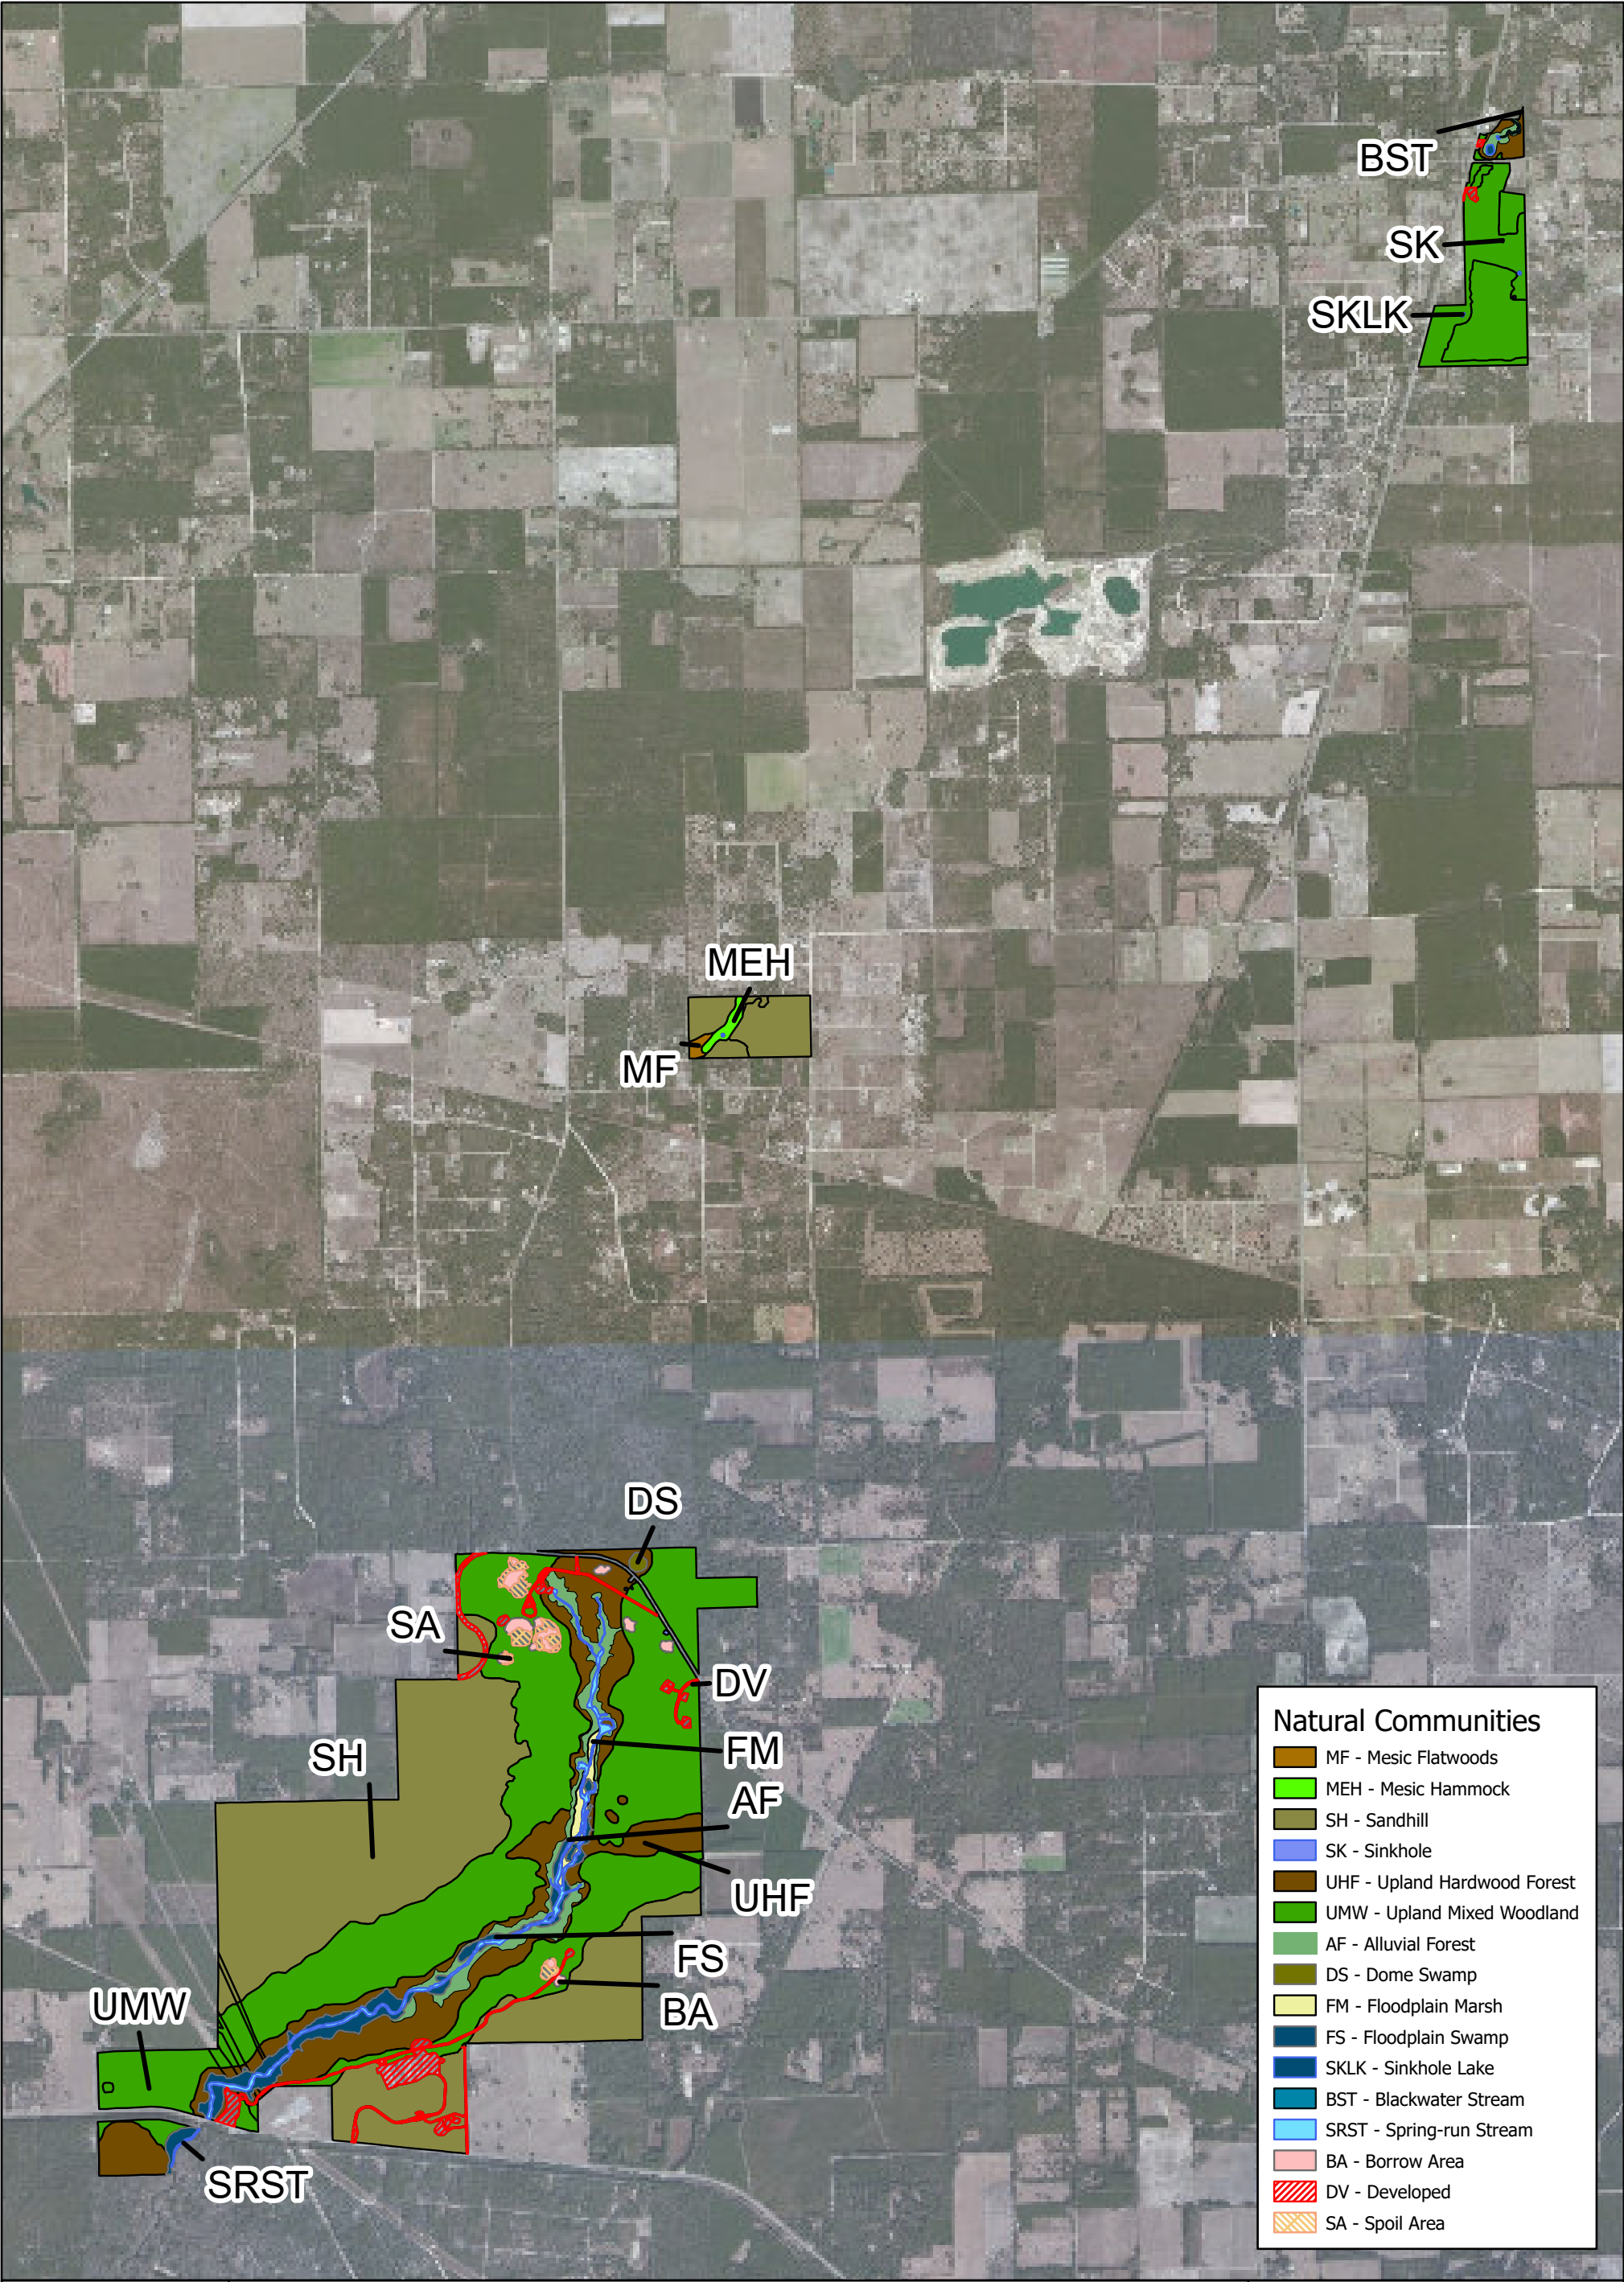 BST
SK
SKLK
MEH
MF
DS
SA
DV
SH
FM
AF
UHF
FS
UMW
BA
SRST
Natural Communities
MF - Mesic Flatwoods
MEH - Mesic Hammock
SH - Sandhill
SK - Sinkhole
UHF - Upland Hardwood Forest
UMW - Upland Mixed Woodland
AF - Alluvial Forest
DS - Dome Swamp
FM - Floodplain Marsh
FS - Floodplain Swamp
SKLK - Sinkhole Lake
BST - Blackwater Stream
SRST - Spring-run Stream
BA - Borrow Area
DV - Developed
SA - Spoil Area